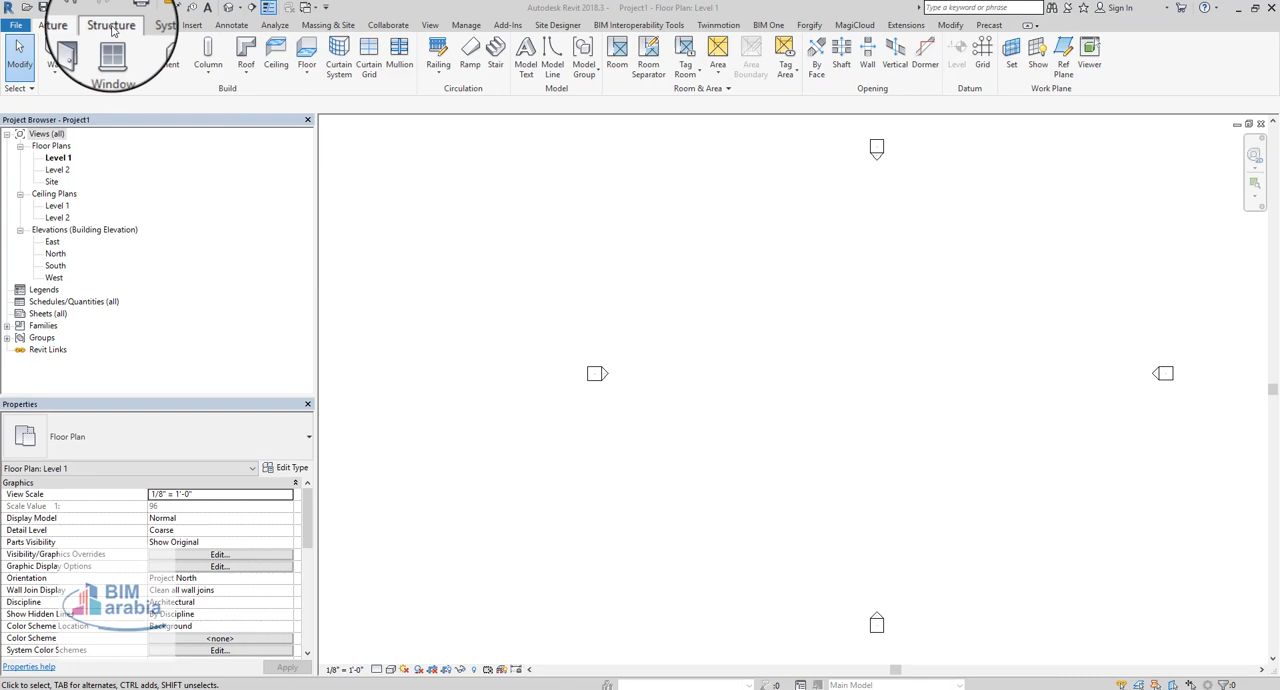 Autodesk Revit 2018.3 - Project1 - Floor Plan: Level 1
Type a keyword or phrase
Sign In
File Structure Insert Annotate Analyze Massing & Site Collaborate View Manage Add-Ins Site Designer BIM Interoperability Tools Twinmotion BIM One Forgify MagiCloud Extensions Modify Precast
Modify Window Column Roof Ceiling Floor Curtain System Curtain Grid Mullion Railing Ramp Stair Model Text Model Line Model Group Room Room Separator Tag Room Area Area Boundary Tag Area By Face Shaft Wall Vertical Dormer Level Grid Set Show Ref Plane Viewer
Select Build Circulation Model Room & Area Opening Datum Work Plane
Project Browser - Project1
Views (all)
Floor Plans
Level 1
Level 2
Site
Ceiling Plans
Level 1
Level 2
Elevations (Building Elevation)
East
North
South
West
Legends
Schedules/Quantities (all)
Sheets (all)
Families
Groups
Revit Links
Properties
Floor Plan
Floor Plan: Level 1
Edit Type
Graphics
View Scale 1/8" = 1'-0"
Scale Value 1: 96
Display Model Normal
Detail Level Coarse
Parts Visibility Show Original
Visibility/Graphics Overrides Edit...
Graphic Display Options Edit...
Orientation Project North
Wall Join Display Clean all wall joins
Discipline Architectural
Show Hidden Lines By Discipline
Color Scheme Location Background
Color Scheme <none>
System Color Schemes Edit...
BIM
arabia
Properties help
Apply
1/8" = 1'-0"
Click to select, TAB for alternates, CTRL adds, SHIFT unselects.
:0
Main Model
:0